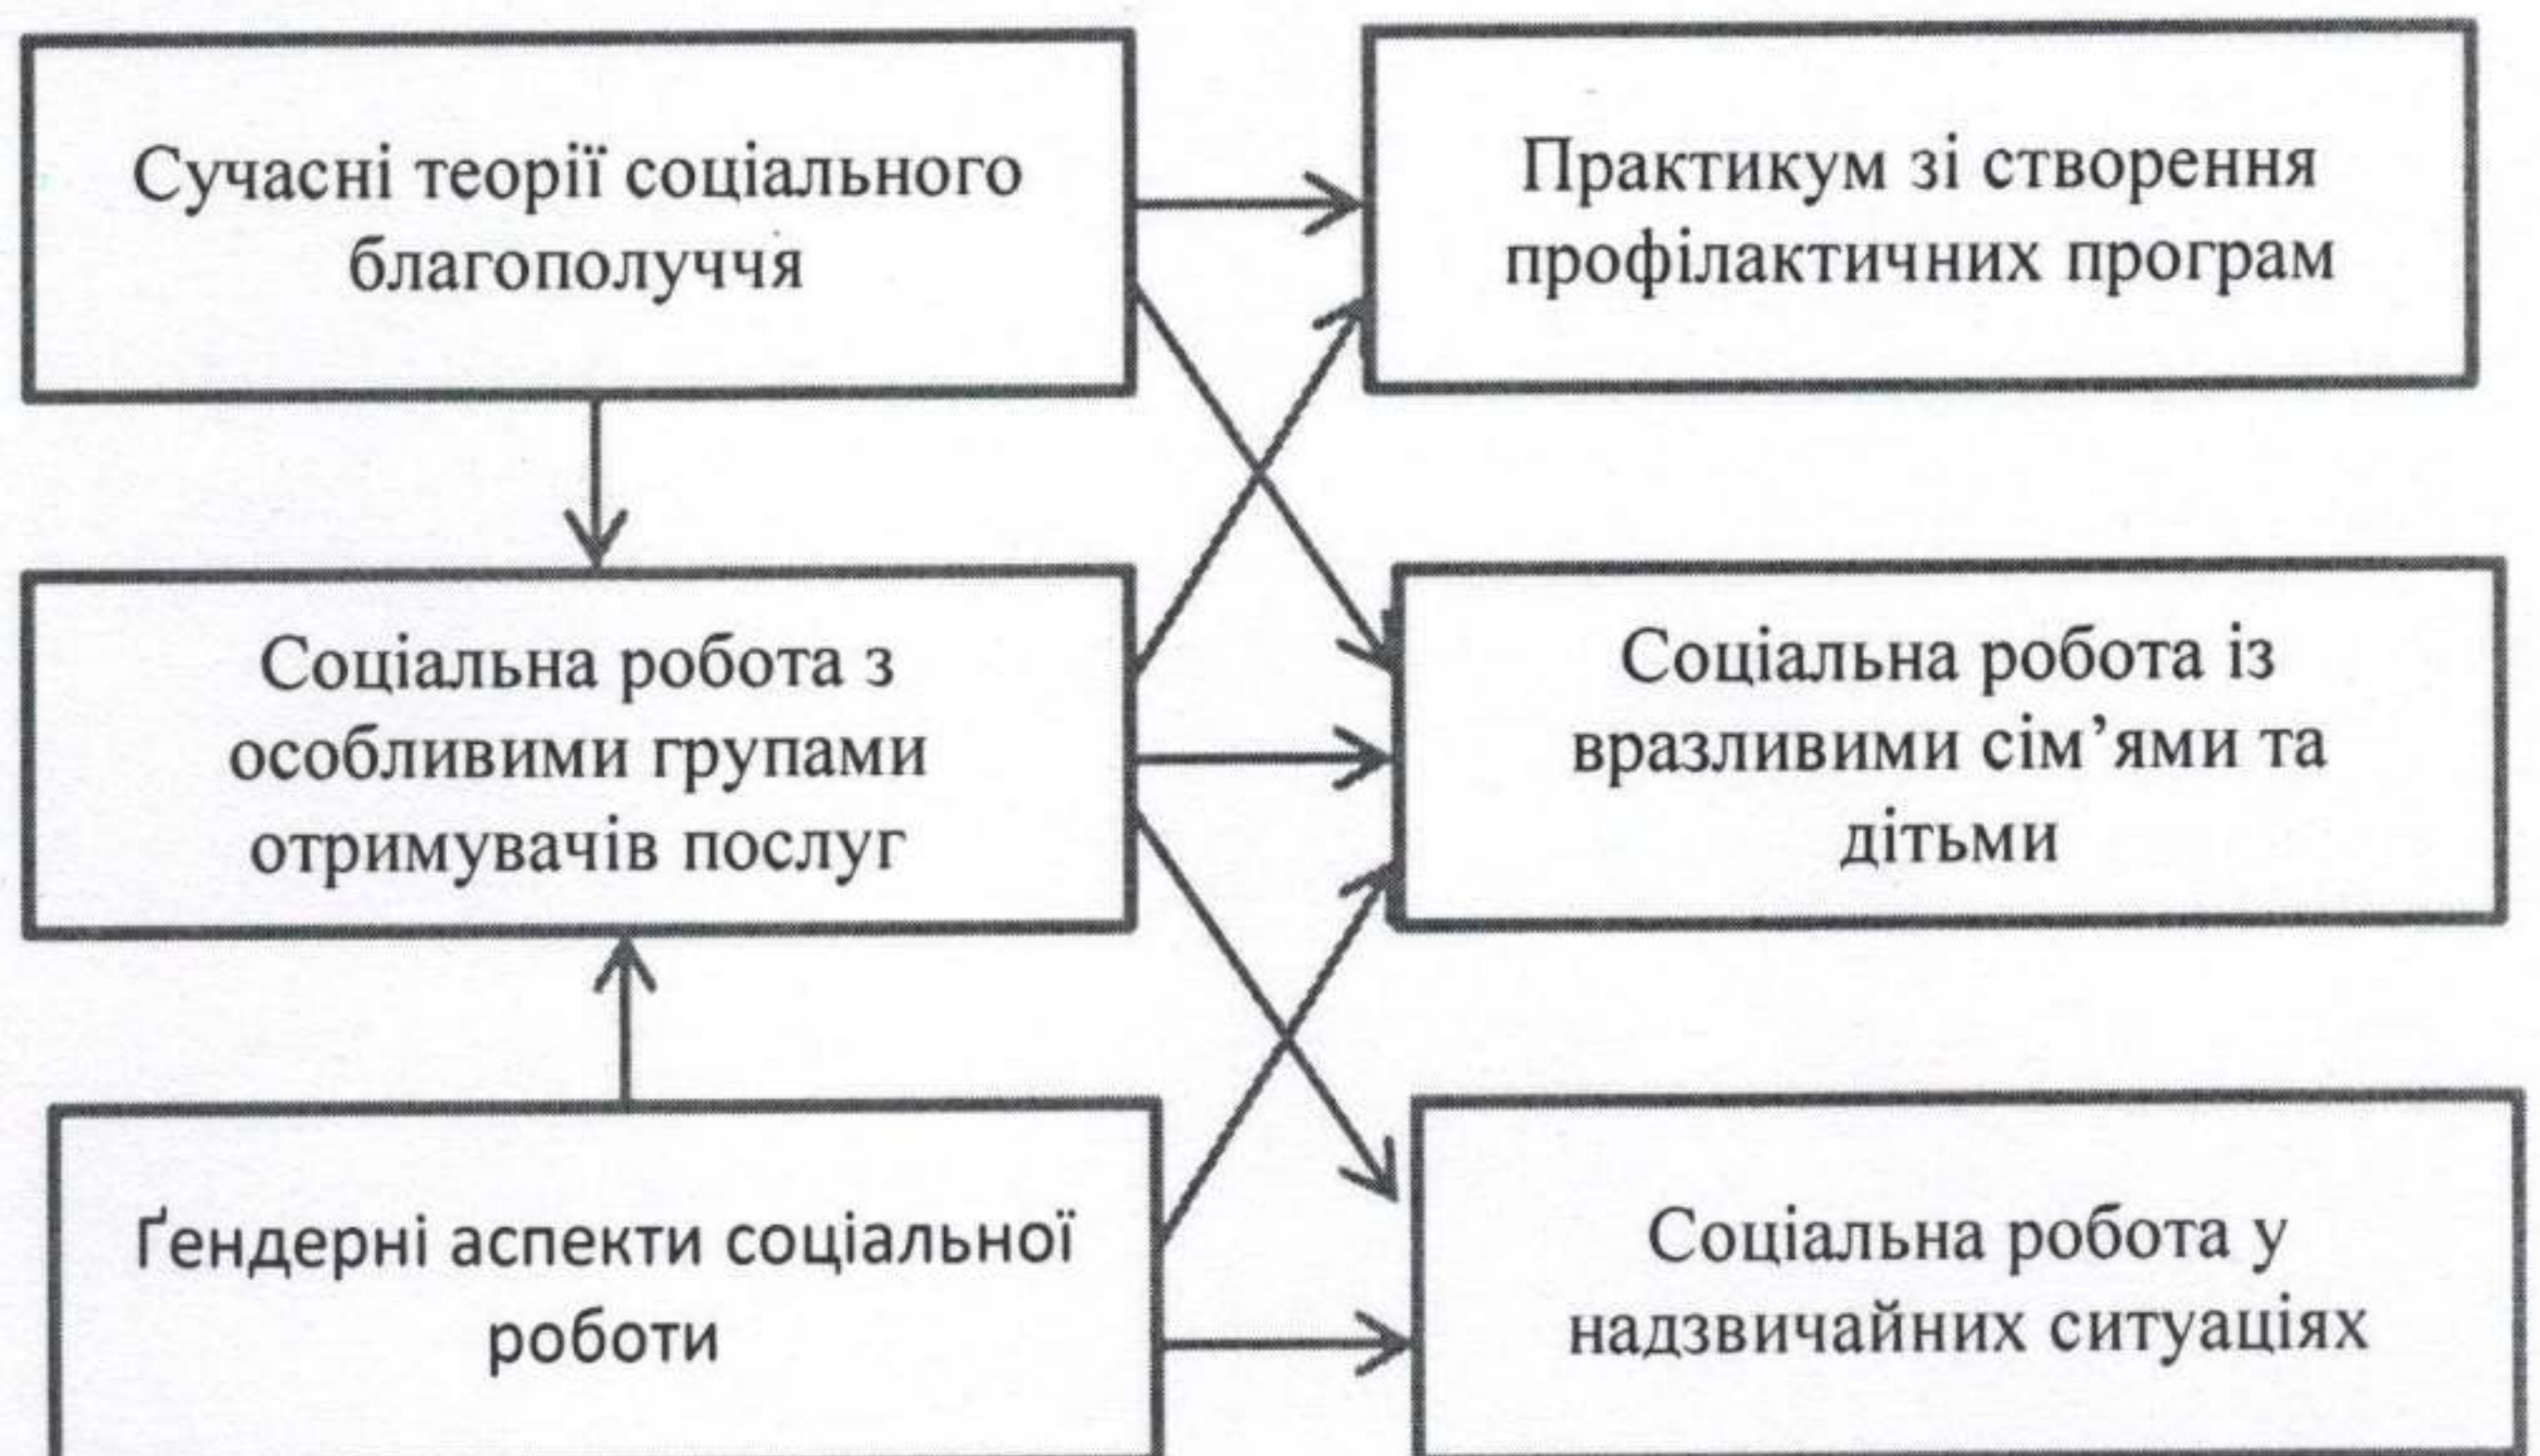 Сучасні теорії соціального
благополуччя
Практикум зі створення
профілактичних програм
Соціальна робота з
особливими групами
отримувачів послуг
Соціальна робота із
вразливими сім’ями та
дітьми
Ґендерні аспекти соціальної
роботи
Соціальна робота у
надзвичайних ситуаціях